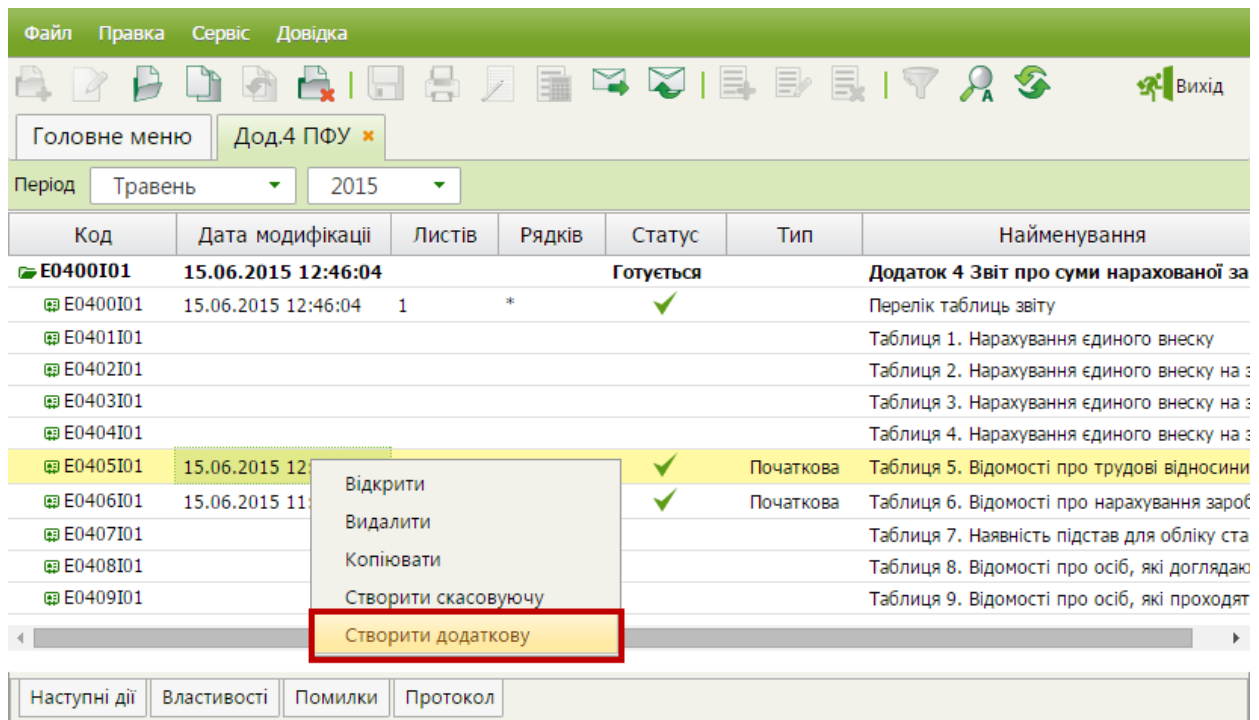 Файл Правка Сервіс Довідка
Вихід
Головне меню Дод.4 ПФУ
Період Травень 2015
Код Дата модифікації Листів Рядків Статус Тип Найменування
E0400I01 15.06.2015 12:46:04 Готується Додаток 4 Звіт про суми нарахованої за
E0400I01 15.06.2015 12:46:04 1 * Перелік таблиць звіту
E0401I01 Таблиця 1. Нарахування єдиного внеску
E0402I01 Таблиця 2. Нарахування єдиного внеску на з
E0403I01 Таблиця 3. Нарахування єдиного внеску на з
E0404I01 Таблиця 4. Нарахування єдиного внеску на з
E0405I01 15.06.2015 12: Початкова Таблиця 5. Відомості про трудові відносини
E0406I01 15.06.2015 11: Початкова Таблиця 6. Відомості про нарахування зароб
E0407I01 Таблиця 7. Наявність підстав для обліку ста
E0408I01 Таблиця 8. Відомості про осіб, які доглядаю
E0409I01 Таблиця 9. Відомості про осіб, які проходят
Відкрити
Видалити
Копіювати
Створити скасовуючу
Створити додаткову
Наступні дії Властивості Помилки Протокол